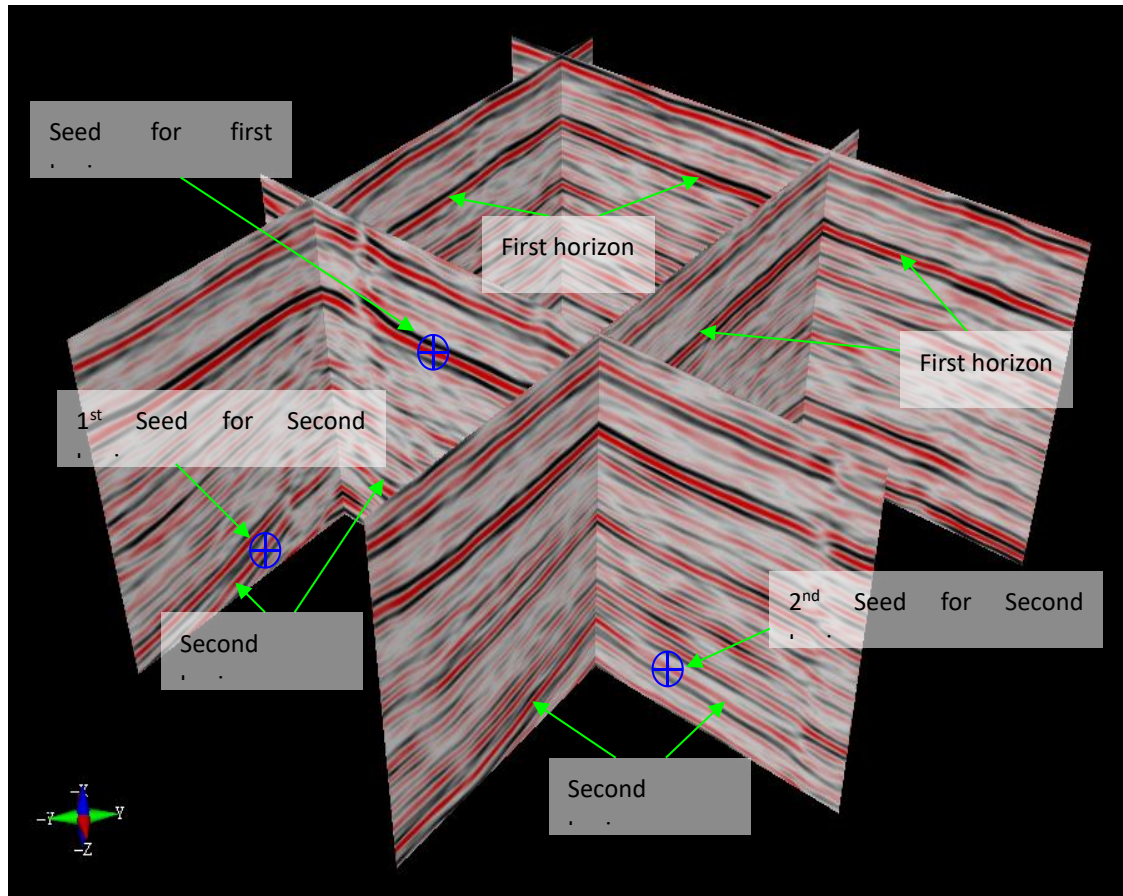 Seed for first
First horizon
First horizon
1st Seed for Second
2nd Seed for Second
Second
Second
-X
-Y Y
-Z